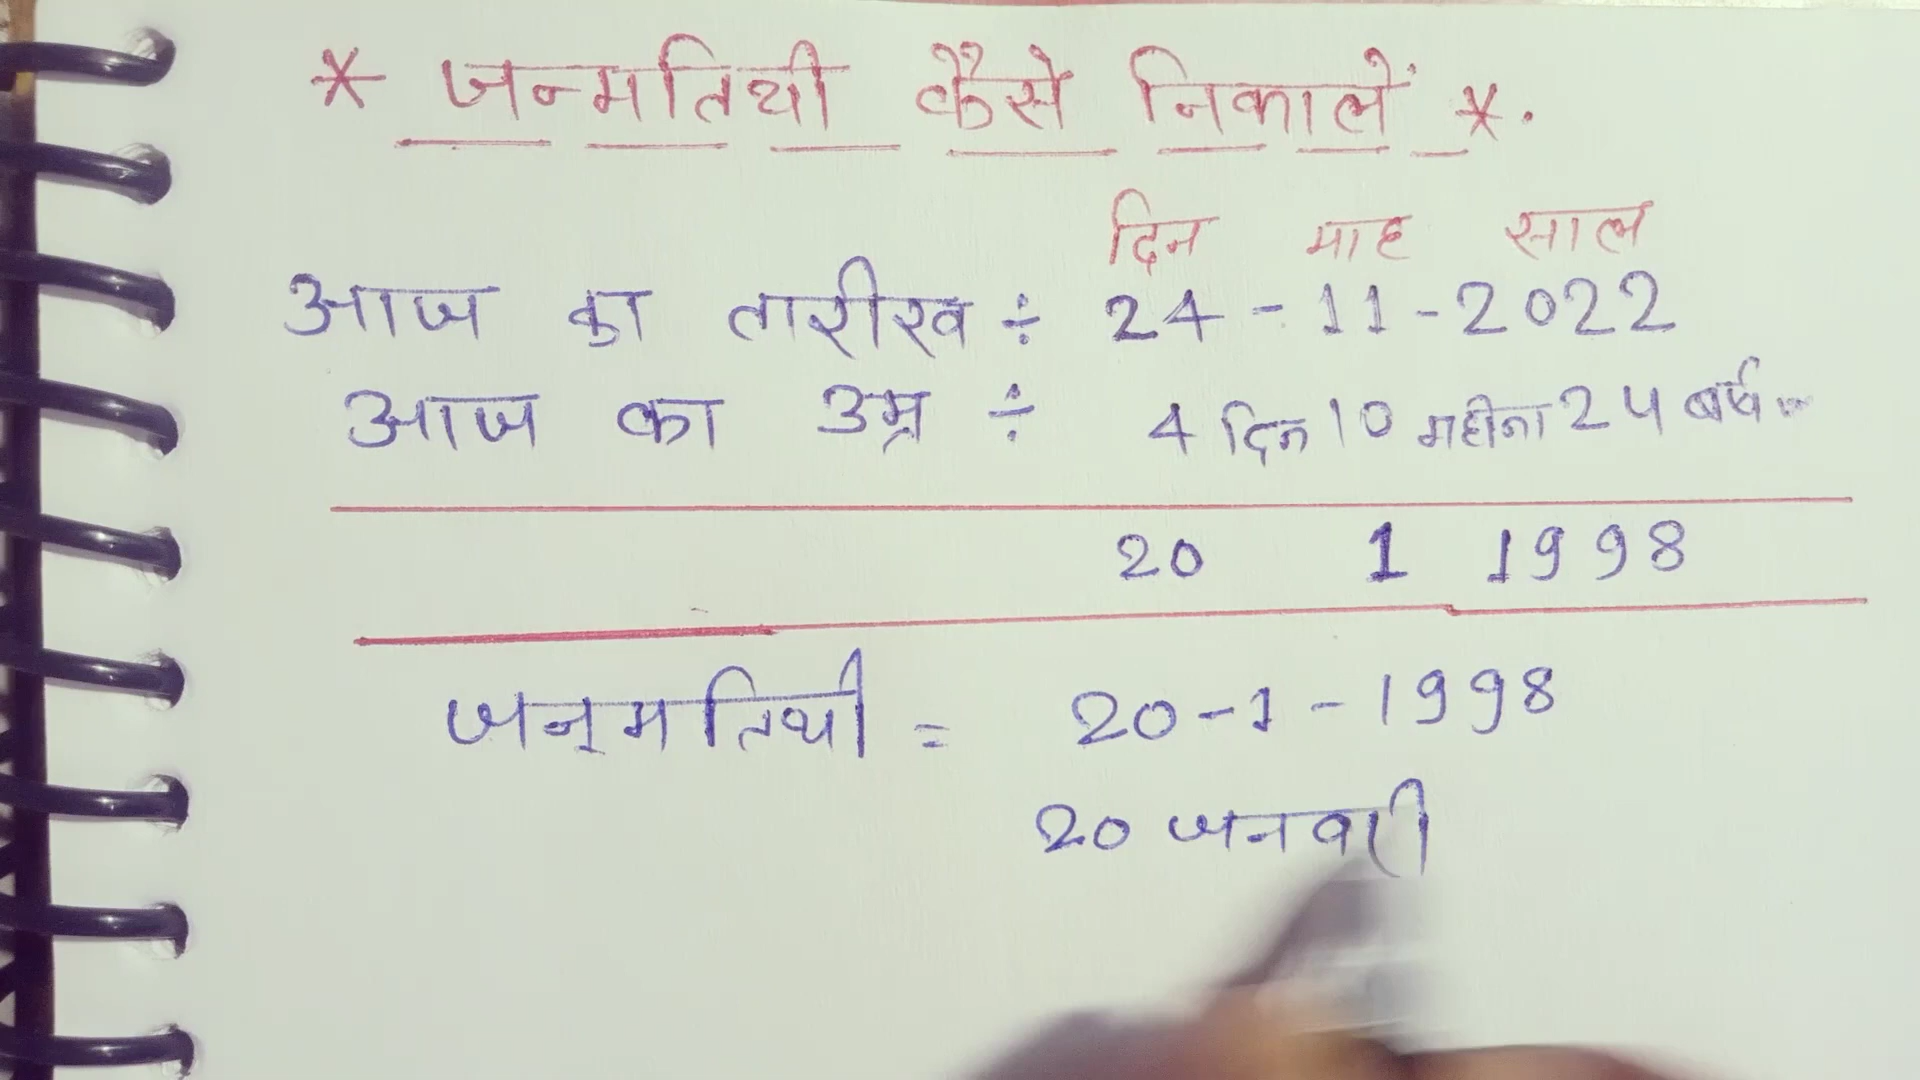 * जन्मतिथी कैसे निकालें *.
दिन माह साल
आज का तारीख ÷ 24 - 11 - 2022
आज का उम्र ÷ 4 दिन 10 महीना 24 बर्ष
20 1 1998
जन्मतिथी = 20 - 1 - 1998
20 जनवरी